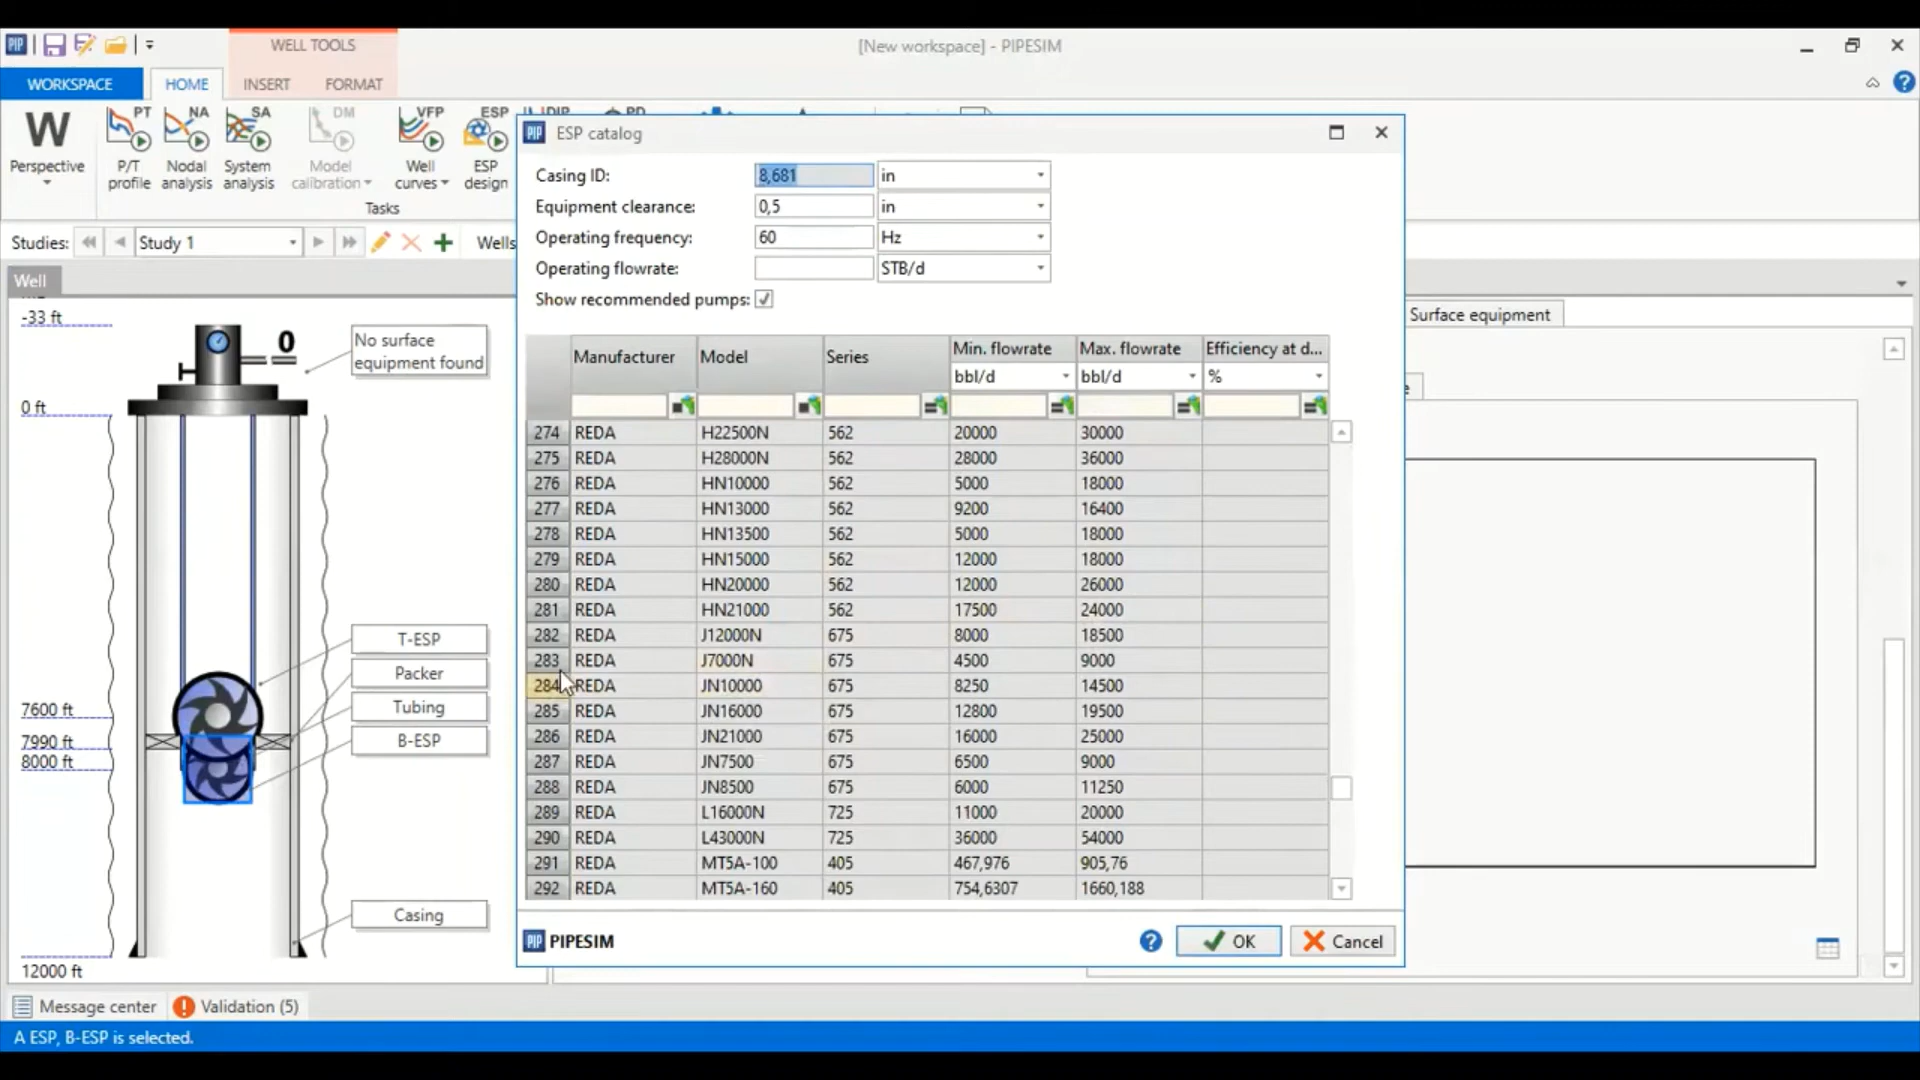 PIP
WELL TOOLS
[New workspace] - PIPESIM
WORKSPACE
HOME
INSERT
FORMAT
W
Perspective
PT
P/T
profile
NA
Nodal
analysis
SA
System
analysis
DM
Model
calibration
VFP
Well
curves
ESP
ESP
design
Tasks
Studies:
Study 1
Wells
Well
-33 ft
0
No surface
equipment found
0 ft
T-ESP
Packer
7600 ft
Tubing
7990 ft
B-ESP
8000 ft
Casing
12000 ft
Surface equipment
PIP ESP catalog
Casing ID: 8,681 in
Equipment clearance: 0,5 in
Operating frequency: 60 Hz
Operating flowrate: STB/d
Show recommended pumps:
Manufacturer Model Series Min. flowrate Max. flowrate Efficiency at d...
bbl/d bbl/d %
274 REDA H22500N 562 20000 30000
275 REDA H28000N 562 28000 36000
276 REDA HN10000 562 5000 18000
277 REDA HN13000 562 9200 16400
278 REDA HN13500 562 5000 18000
279 REDA HN15000 562 12000 18000
280 REDA HN20000 562 12000 26000
281 REDA HN21000 562 17500 24000
282 REDA J12000N 675 8000 18500
283 REDA J7000N 675 4500 9000
284 REDA JN10000 675 8250 14500
285 REDA JN16000 675 12800 19500
286 REDA JN21000 675 16000 25000
287 REDA JN7500 675 6500 9000
288 REDA JN8500 675 6000 11250
289 REDA L16000N 725 11000 20000
290 REDA L43000N 725 36000 54000
291 REDA MT5A-100 405 467,976 905,76
292 REDA MT5A-160 405 754,6307 1660,188
PIP PIPESIM
? OK Cancel
Message center
Validation (5)
A ESP, B-ESP is selected.